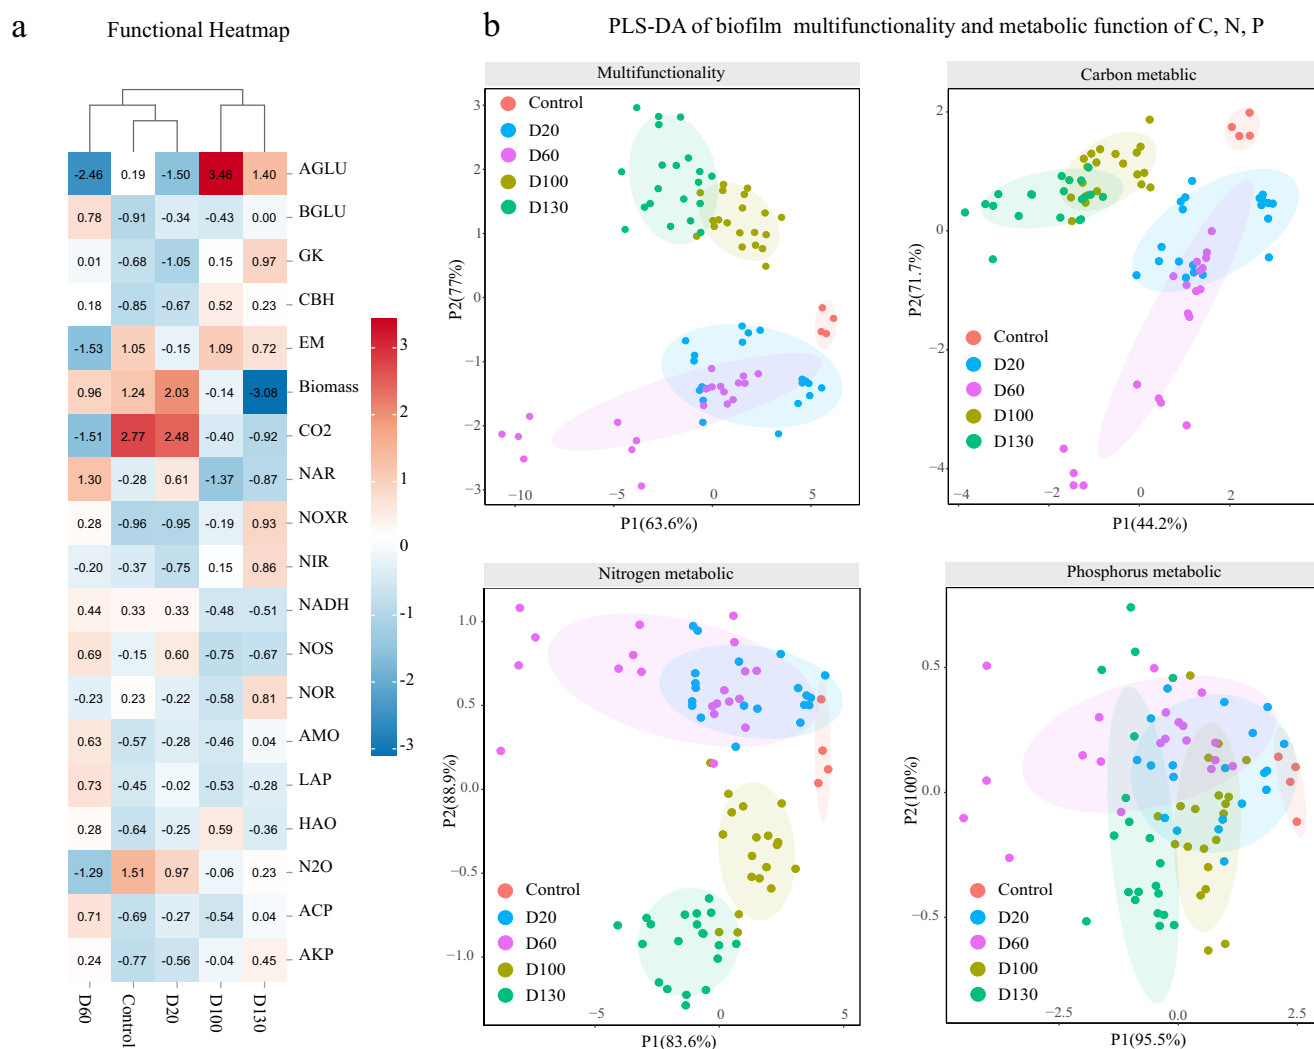 a
Functional Heatmap
-2.46 0.19 -1.50 3.46 1.40 AGLU
0.78 -0.91 -0.34 -0.43 0.00 BGLU
0.01 -0.68 -1.05 0.15 0.97 GK
0.18 -0.85 -0.67 0.52 0.23 CBH
-1.53 1.05 -0.15 1.09 0.72 EM
0.96 1.24 2.03 -0.14 -3.08 Biomass
-1.51 2.77 2.48 -0.40 -0.92 CO2
1.30 -0.28 0.61 -1.37 -0.87 NAR
0.28 -0.96 -0.95 -0.19 0.93 NOXR
-0.20 -0.37 -0.75 0.15 0.86 NIR
0.44 0.33 0.33 -0.48 -0.51 NADH
0.69 -0.15 0.60 -0.75 -0.67 NOS
-0.23 0.23 -0.22 -0.58 0.81 NOR
0.63 -0.57 -0.28 -0.46 0.04 AMO
0.73 -0.45 -0.02 -0.53 -0.28 LAP
0.28 -0.64 -0.25 0.59 -0.36 HAO
-1.29 1.51 0.97 -0.06 0.23 N2O
0.71 -0.69 -0.27 -0.54 0.04 ACP
0.24 -0.77 -0.56 -0.04 0.45 AKP
D60 Control D20 D100 D130
3
2
1
0
-1
-2
-3
b
PLS-DA of biofilm multifunctionality and metabolic function of C, N, P
Multifunctionality
Control
D20
D60
D100
D130
3
2
1
0
−1
−2
−3
P2(77%)
−10 −5 0 5
P1(63.6%)
Carbon metablic
2
0
−2
−4
P2(71.7%)
Control
D20
D60
D100
D130
−4 −2 0 2
P1(44.2%)
Nitrogen metabolic
1.0
0.5
0.0
−0.5
−1.0
P2(88.9%)
Control
D20
D60
D100
D130
−5 0 5
P1(83.6%)
Phosphorus metabolic
0.5
0.0
−0.5
P2(100%)
Control
D20
D60
D100
D130
−2.5 0.0 2.5
P1(95.5%)